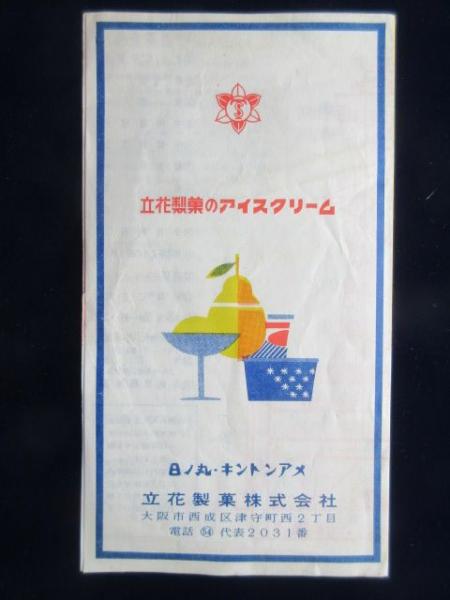 立花製菓のアイスクリーム
日ノ丸・キントンアメ
立花製菓株式会社
大阪市西成区津守町西2丁目
電話 54 代表2031番